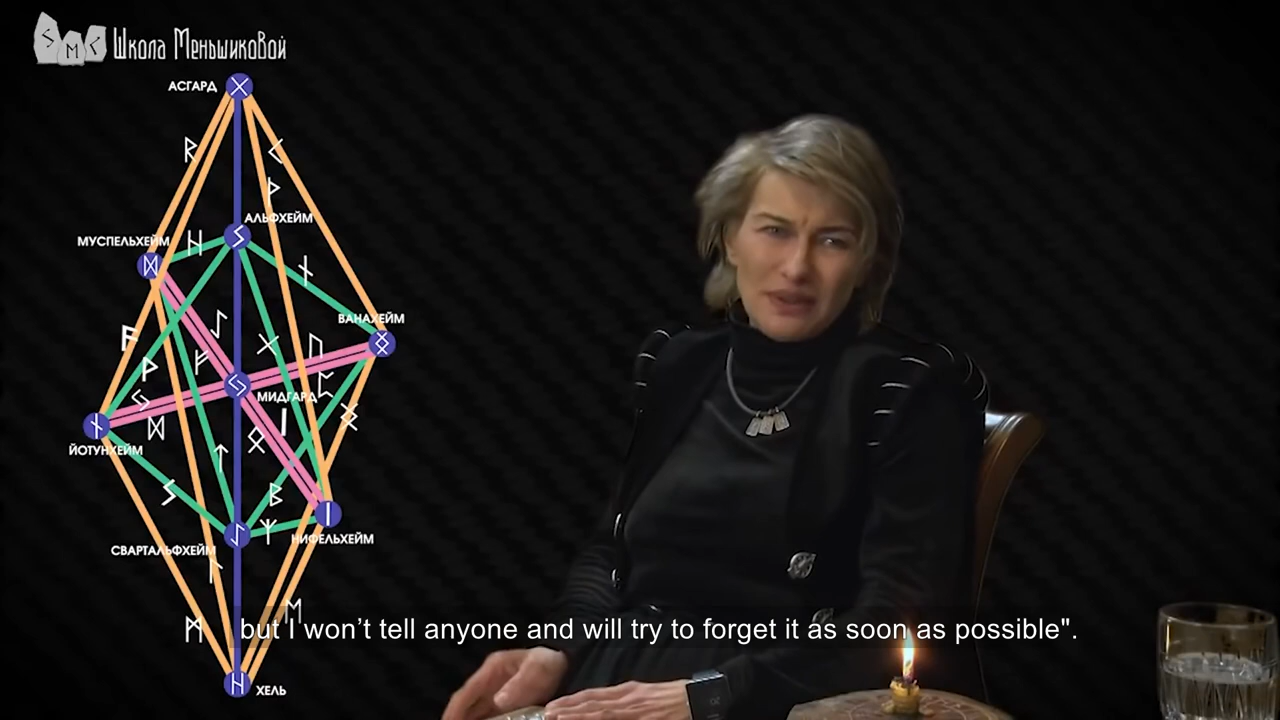 Школа Меньшиковой
АСГАРД
ᚱ
ᚲ
ᚦ
АЛЬФХЕЙМ
МУСПЕЛЬХЕЙМ
ᚺ
ᚾ
ВАНАХЕЙМ
МИДГАРД
ЙОТУНХЕЙМ
НИФЕЛЬХЕЙМ
СВАРТАЛЬФХЕЙМ
but I won’t tell anyone and will try to forget it as soon as possible".
ХЕЛЬ